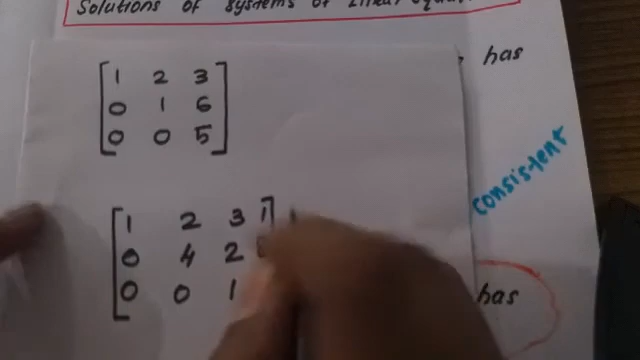 Solutions of Systems of Linear
has
1 2 3
0 1 6
0 0 5
consistent
1 2 3 1
0 4 2
0 0 1
has